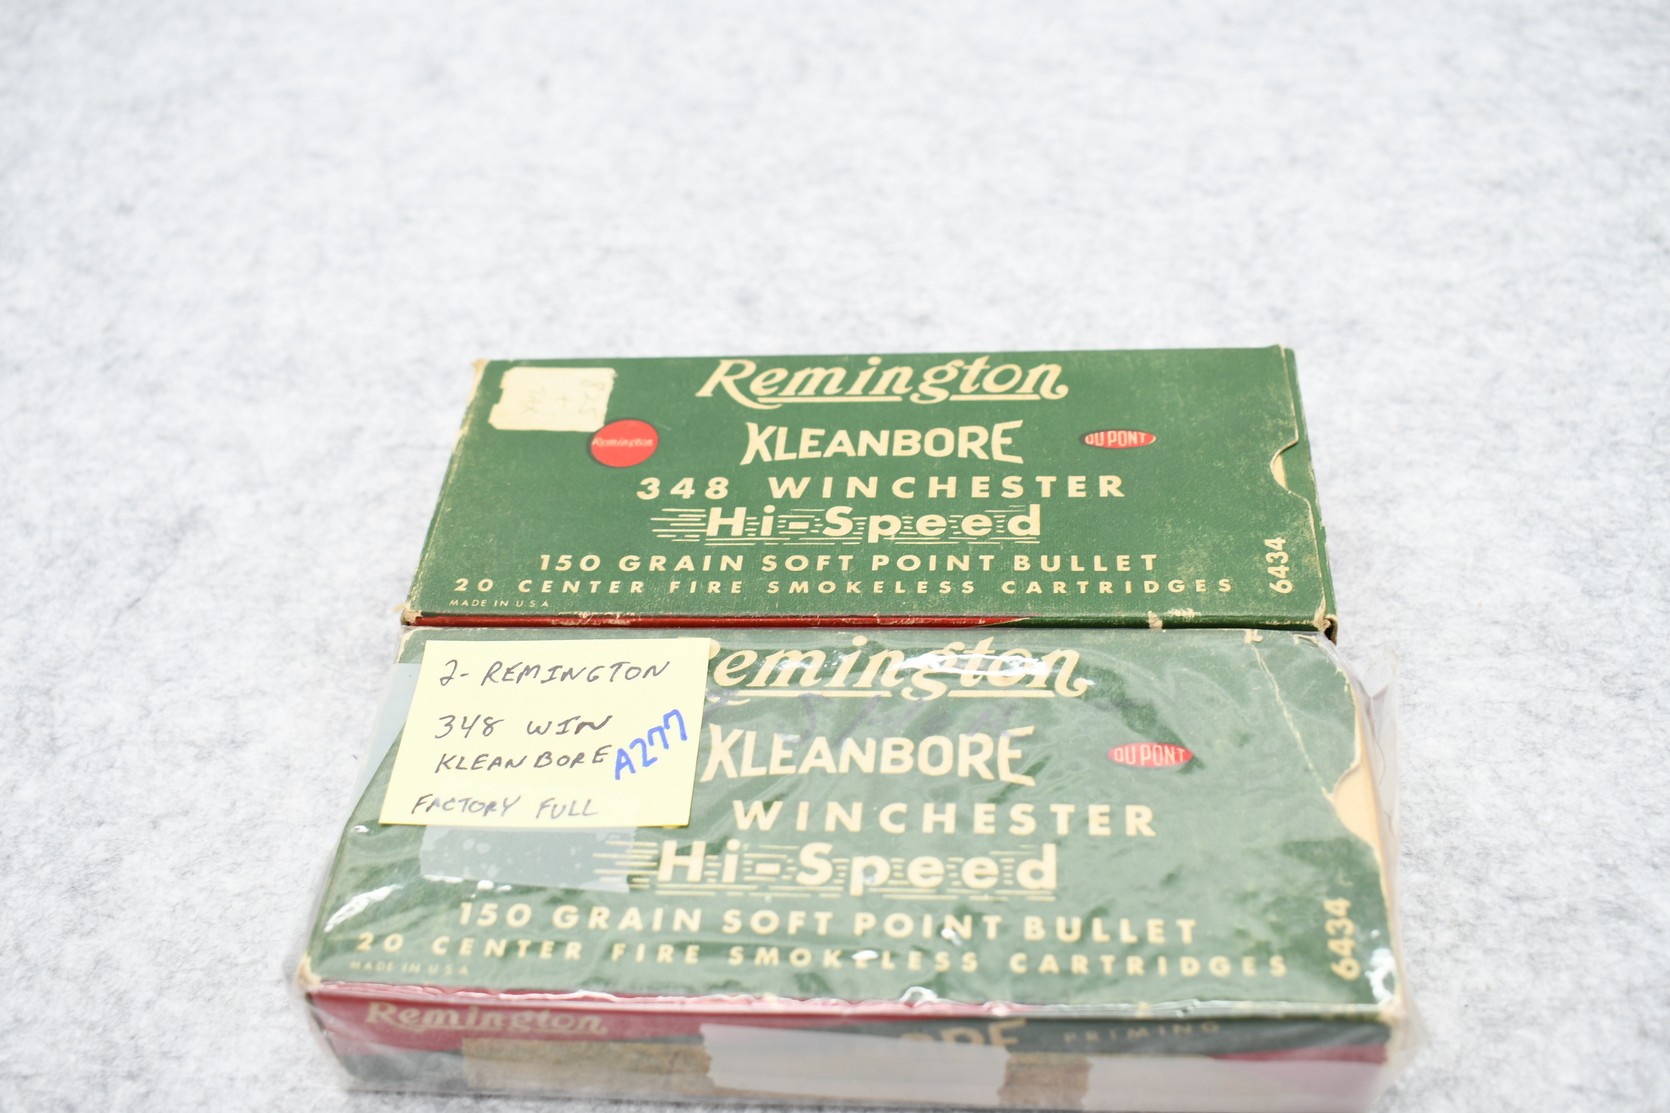 Remington
Remington
KLEANBORE
DU PONT
348 WINCHESTER
Hi-Speed
150 GRAIN SOFT POINT BULLET
20 CENTER FIRE SMOKELESS CARTRIDGES
MADE IN U.S.A.
6434
2- REMINGTON
348 WIN
KLEANBORE
A277
FACTORY FULL
emington
KLEANBORE
DU PONT
WINCHESTER
Hi-Speed
150 GRAIN SOFT POINT BULLET
20 CENTER FIRE SMOKELESS CARTRIDGES
MADE IN U.S.A
6434
Remington
ORE PRIMING